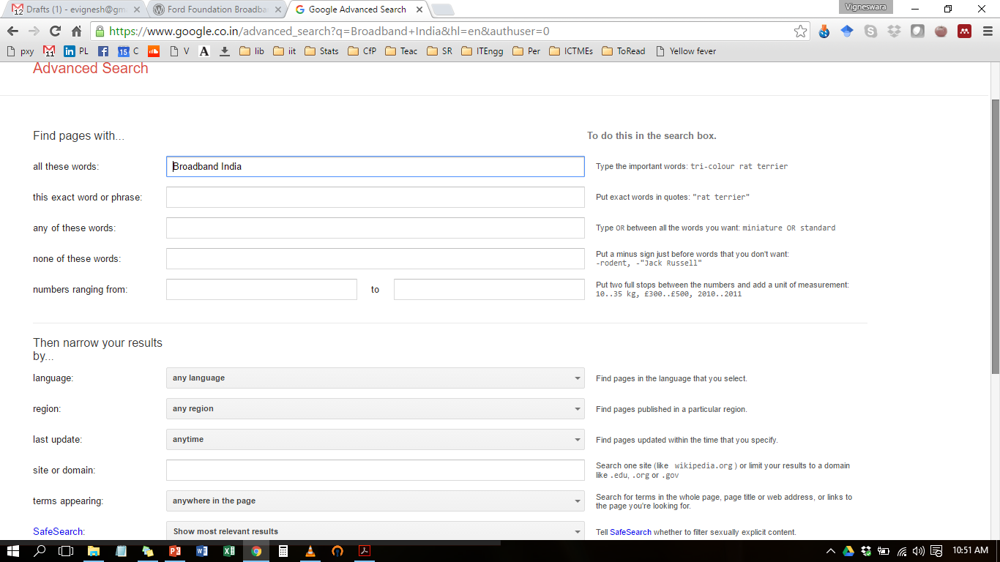 Drafts (1) - evignesh@gm
Ford Foundation Broadba
Google Advanced Search
Vigneswara
12
https://www.google.co.in/advanced_search?q=Broadband+India&hl=en&authuser=0
pxy
11
PL
15 C
V
A
lib
iit
Stats
CfP
Teac
SR
ITEngg
Per
ICTMEs
ToRead
Yellow fever
Advanced Search
Find pages with...
To do this in the search box.
all these words:
Broadband India
Type the important words: tri-colour rat terrier
this exact word or phrase:
Put exact words in quotes: "rat terrier"
any of these words:
Type OR between all the words you want: miniature OR standard
none of these words:
Put a minus sign just before words that you don't want:
-rodent, -"Jack Russell"
numbers ranging from:
to
Put two full stops between the numbers and add a unit of measurement:
10..35 kg, £300..£500, 2010..2011
Then narrow your results
by...
language:
any language
Find pages in the language that you select.
region:
any region
Find pages published in a particular region.
last update:
anytime
Find pages updated within the time that you specify.
site or domain:
Search one site (like wikipedia.org ) or limit your results to a domain
like .edu, .org or .gov
terms appearing:
anywhere in the page
Search for terms in the whole page, page title or web address, or links to
the page you're looking for.
SafeSearch:
Show most relevant results
Tell SafeSearch whether to filter sexually explicit content.
10:51 AM